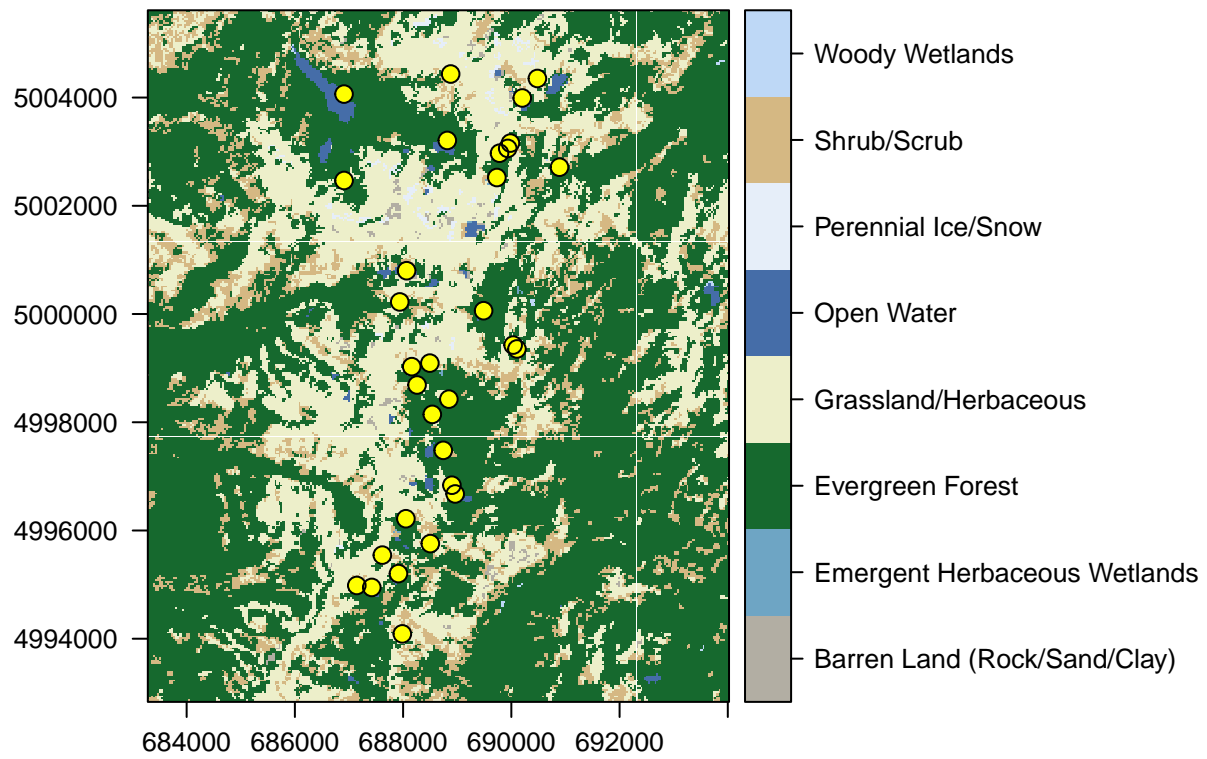 5004000
5002000
5000000
4998000
4996000
4994000
684000 686000 688000 690000 692000
Woody Wetlands
Shrub/Scrub
Perennial Ice/Snow
Open Water
Grassland/Herbaceous
Evergreen Forest
Emergent Herbaceous Wetlands
Barren Land (Rock/Sand/Clay)